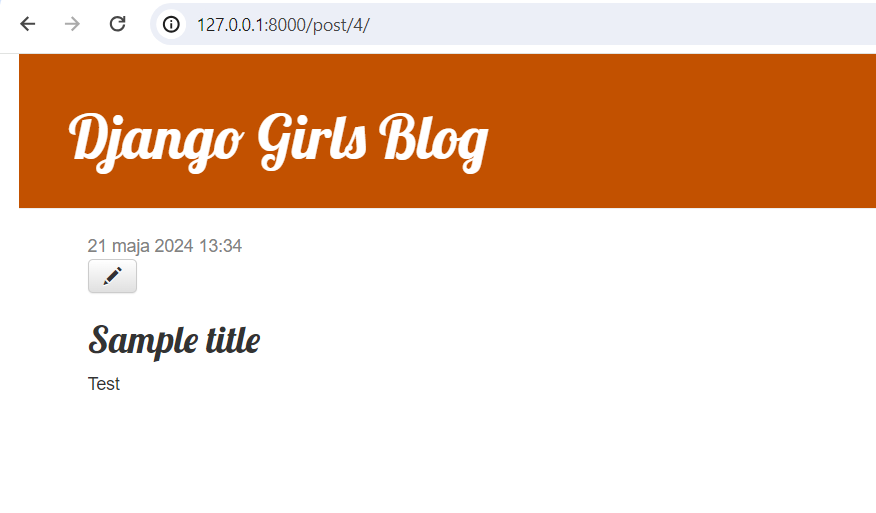 127.0.0.1:8000/post/4/
Django Girls Blog
21 maja 2024 13:34
Sample title
Test